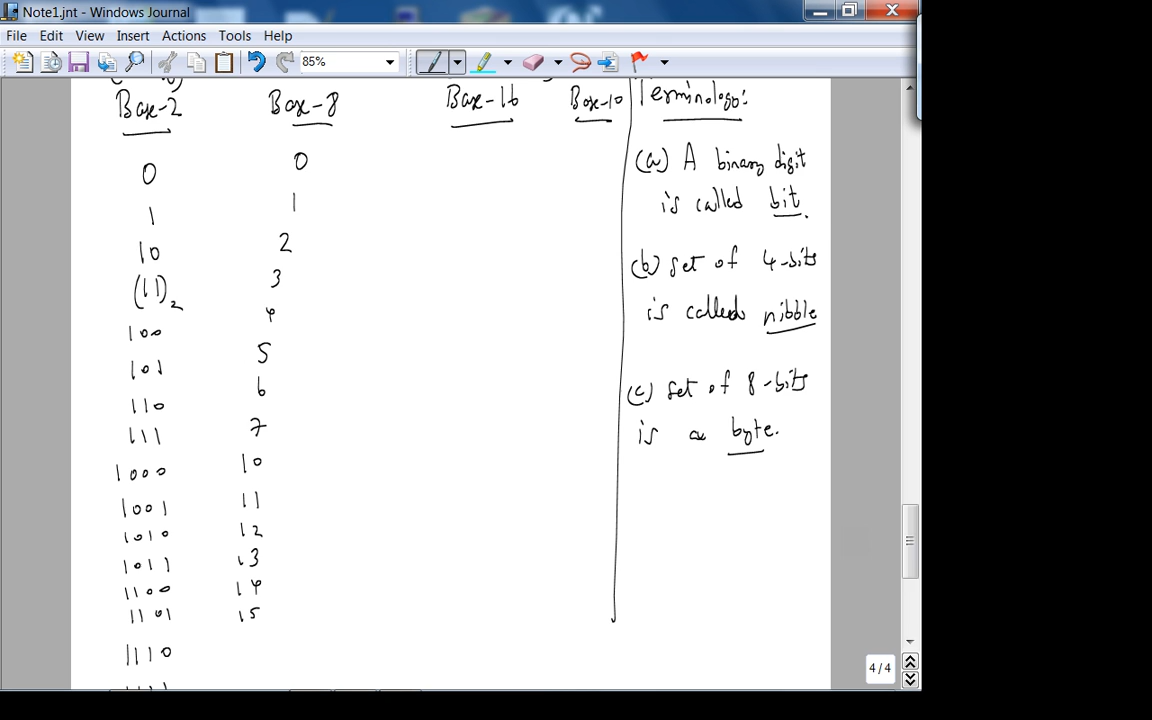 Note1.jnt - Windows Journal
File Edit View Insert Actions Tools Help
85%
Base-2 Base-8 Base-16 Base-10 Terminology:
0 0
1 1
10 2
(11)2 3
100 4
101 5
110 6
111 7
1000 10
1001 11
1010 12
1011 13
1100 14
1101 15
1110
(a) A binary digit
is called bit.
(b) set of 4-bits
is called nibble
(c) set of 8-bits
is a byte.
4 / 4